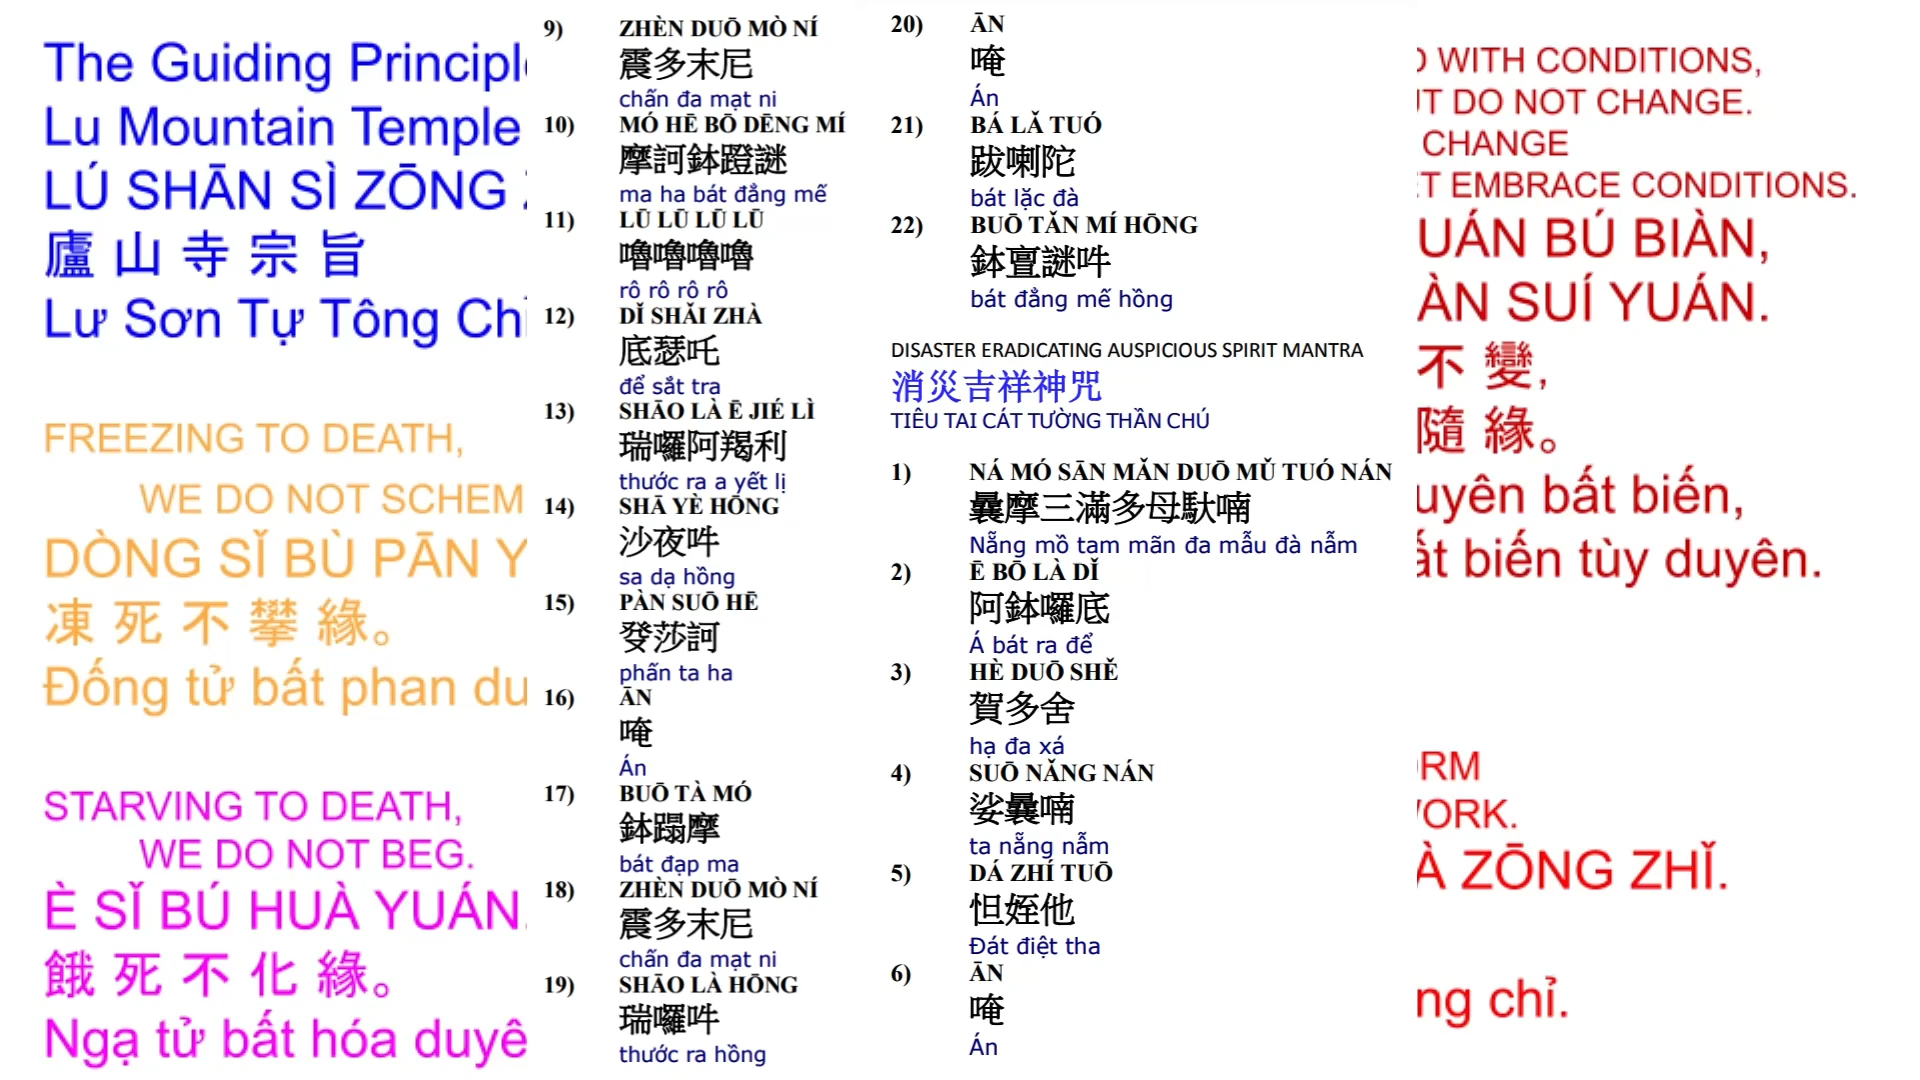 The Guiding Principl
Lu Mountain Temple
LÚ SHĀN SÌ ZŌNG
廬 山 寺 宗 旨
Lư Sơn Tự Tông Chỉ
FREEZING TO DEATH,
WE DO NOT SCHEM
DÒNG SǏ BÙ PĀN Y
凍 死 不 攀 緣。
Đống tử bất phan du
STARVING TO DEATH,
WE DO NOT BEG.
È SǏ BÚ HUÀ YUÁN.
餓 死 不 化 緣。
Ngạ tử bất hóa duyê
9) ZHÈN DUŌ MÒ NÍ
震多末尼
chấn đa mạt ni
10) MÓ HĒ BŌ DĒNG MÍ
摩訶鉢蹬謎
ma ha bát đẳng mế
11) LŪ LŪ LŪ LŪ
嚕嚕嚕嚕
rô rô rô rô
12) DǏ SHǍI ZHÀ
底瑟吒
để sắt tra
13) SHĀO LÀ Ē JIÉ LÌ
瑞囉阿羯利
thước ra a yết lị
14) SHĀ YÈ HŌNG
沙夜吽
sa dạ hồng
15) PÀN SUŌ HĒ
癹莎訶
phấn ta ha
16) ĀN
唵
Án
17) BUŌ TÀ MÓ
鉢蹋摩
bát đạp ma
18) ZHÈN DUŌ MÒ NÍ
震多末尼
chấn đa mạt ni
19) SHĀO LÀ HŌNG
瑞囉吽
thước ra hồng
20) ĀN
唵
Án
21) BÁ LǍ TUÓ
跋喇陀
bát lặc đà
22) BUŌ TǍN MÍ HŌNG
鉢亶謎吽
bát đẳng mế hồng
DISASTER ERADICATING AUSPICIOUS SPIRIT MANTRA
消災吉祥神咒
TIÊU TAI CÁT TƯỜNG THẦN CHÚ
1) NÁ MÓ SĀN MǍN DUŌ MǓ TUÓ NÁN
曩摩三滿多母馱喃
Nẵng mồ tam mãn đa mẫu đà nẫm
2) Ē BŌ LÀ DǏ
阿鉢囉底
Á bát ra để
3) HÈ DUŌ SHĚ
賀多舍
hạ đa xá
4) SUŌ NǍNG NÁN
娑曩喃
ta nẵng nẫm
5) DÁ ZHÍ TUŌ
怛姪他
Đát điệt tha
6) ĀN
唵
Án
D WITH CONDITIONS,
UT DO NOT CHANGE.
CHANGE
ET EMBRACE CONDITIONS.
UÁN BÚ BIÀN,
ÀN SUÍ YUÁN.
不 變,
隨 緣。
uyên bất biến,
ất biến tùy duyên.
RM
WORK.
À ZŌNG ZHǏ.
ng chỉ.